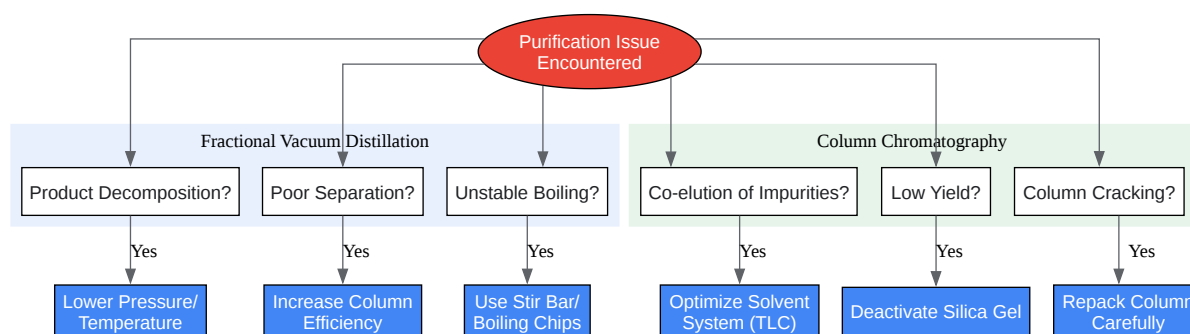 Purification Issue
Encountered
Fractional Vacuum Distillation
Column Chromatography
Product Decomposition?
Poor Separation?
Unstable Boiling?
Co-elution of Impurities?
Low Yield?
Column Cracking?
Yes
Yes
Yes
Yes
Yes
Yes
Lower Pressure/
Temperature
Increase Column
Efficiency
Use Stir Bar/
Boiling Chips
Optimize Solvent
System (TLC)
Deactivate Silica Gel
Repack Column
Carefully